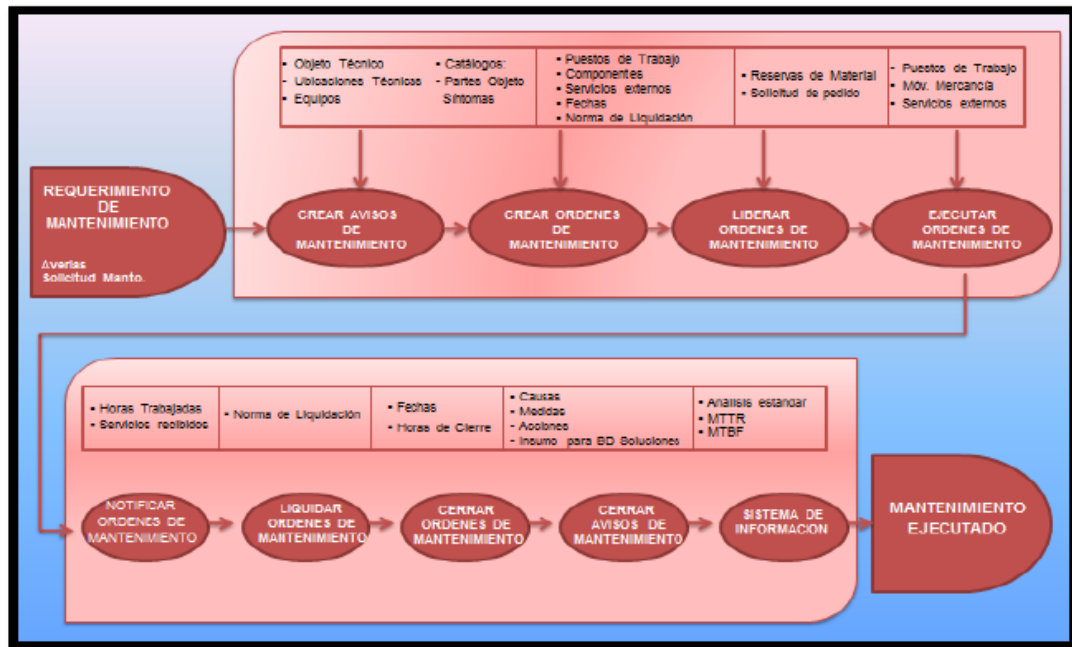 ▪ Objeto Técnico
- Ubicaciones Técnicas
▪ Equipos
▪ Catálogos:
- Partes Objeto
Síntomas
▪ Puestos de Trabajo
▪ Componentes
▪ Servicios externos
▪ Fechas
▪ Norma de Liquidación
▪ Reservas de Material
▪ Solicitud de pedido
- Puestos de Trabajo
▪ Mov. Mercancía
▪ Servicios externos
REQUERIMIENTO
DE
MANTENIMIENTO
Averías
Solicitud Manto.
CREAR AVISOS
DE
MANTENIMIENTO
CREAR ORDENES
DE
MANTENIMIENTO
LIBERAR
ORDENES DE
MANTENIMIENTO
EJECUTAR
ORDENES DE
MANTENIMIENTO
▪ Horas Trabajadas
▪ Servicios recibidos
▪ Norma de Liquidación
▪ Fechas
▪ Horas de Cierre
▪ Causas
▪ Medidas
▪ Acciones
▪ Insumo para BD Soluciones
▪ Análisis estándar
▪ MTTR
▪ MTBF
NOTIFICAR
ORDENES DE
MANTENIMIENTO
LIQUIDAR
ORDENES DE
MANTENIMIENTO
CERRAR
ORDENES DE
MANTENIMIENTO
CERRAR
AVISOS DE
MANTENIMIENTO
SISTEMA DE
INFORMACION
MANTENIMIENTO
EJECUTADO